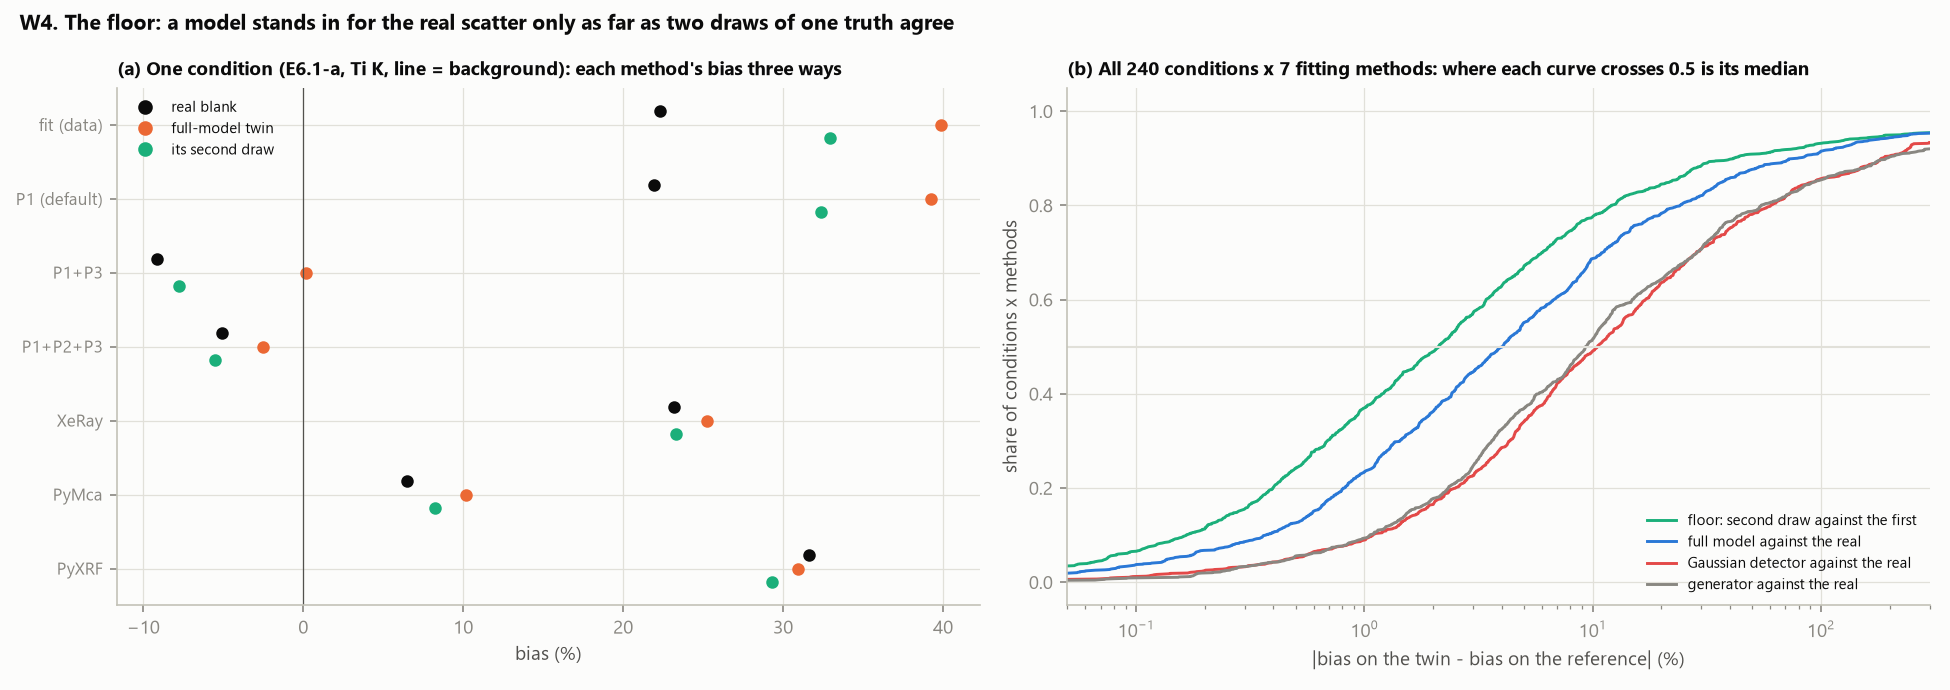 W4. The floor: a model stands in for the real scatter only as far as two draws of one truth agree
(a) One condition (E6.1-a, Ti K, line = background): each method's bias three ways
real blank
full-model twin
its second draw
fit (data)
P1 (default)
P1+P3
P1+P2+P3
XeRay
PyMca
PyXRF
−10
0
10
20
30
40
bias (%)
(b) All 240 conditions x 7 fitting methods: where each curve crosses 0.5 is its median
share of conditions x methods
1.0
0.8
0.6
0.4
0.2
0.0
floor: second draw against the first
full model against the real
Gaussian detector against the real
generator against the real
10⁻¹
10⁰
10¹
10²
|bias on the twin - bias on the reference| (%)